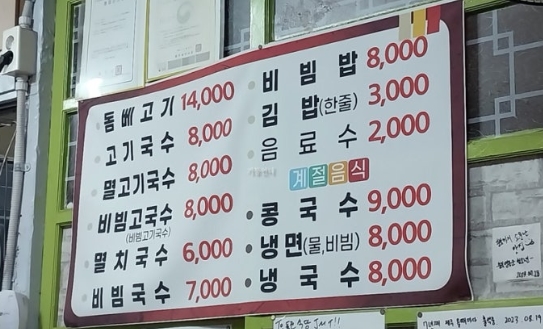 돔베고기 14,000
고기국수 8,000
멸고기국수 8,000
비빔고국수 8,000
(비빔고기국수)
멸치국수 6,000
비빔국수 7,000
비빔밥 8,000
김밥(한줄) 3,000
음료수 2,000
계절음식
콩국수 9,000
냉면(물,비빔) 8,000
냉국수 8,000
2023.08.19